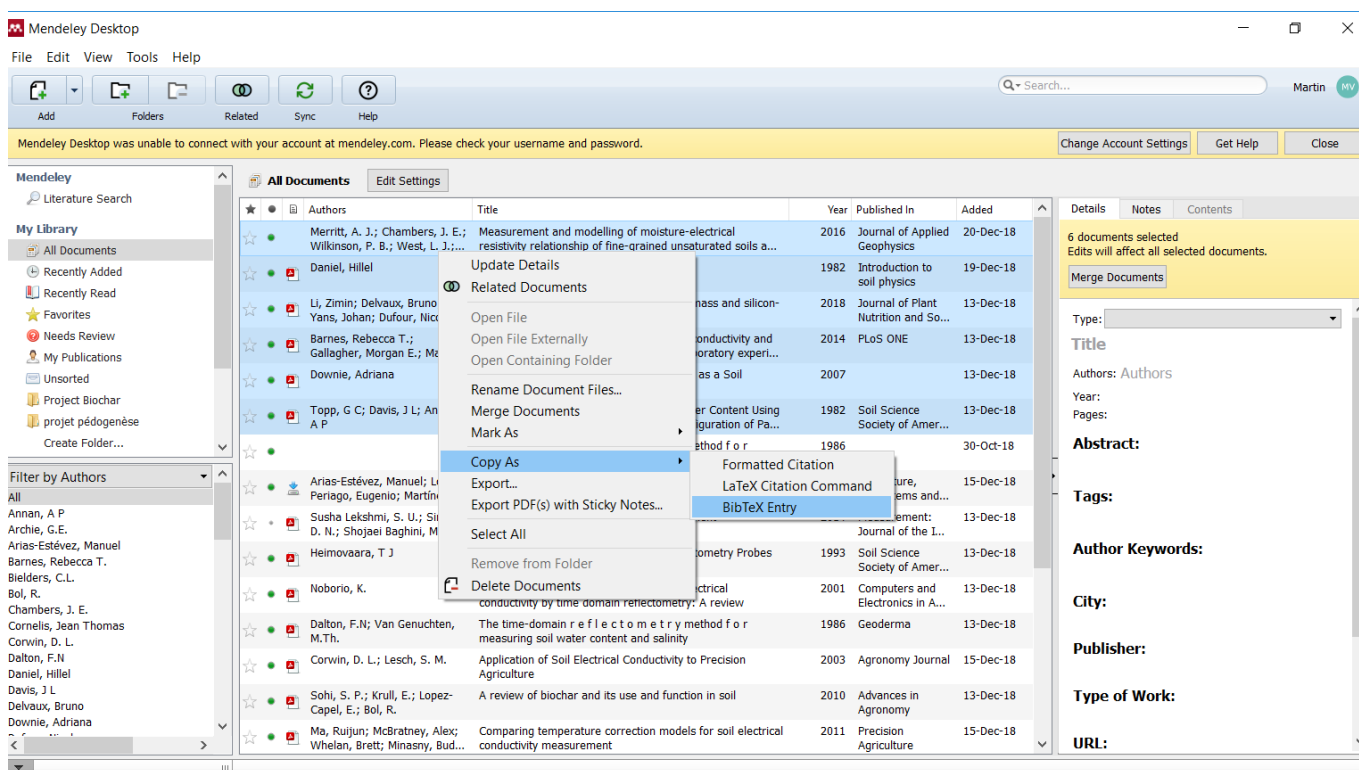 Mendeley Desktop
File Edit View Tools Help
Add Folders Related Sync Help
Search...
Martin MV
Mendeley Desktop was unable to connect with your account at mendeley.com. Please check your username and password.
Change Account Settings Get Help Close
Mendeley
Literature Search
My Library
All Documents
Recently Added
Recently Read
Favorites
Needs Review
My Publications
Unsorted
Project Biochar
projet pédogenèse
Create Folder...
Filter by Authors
All
Annan, A P
Archie, G.E.
Arias-Estévez, Manuel
Barnes, Rebecca T.
Bielders, C.L.
Bol, R.
Chambers, J. E.
Cornelis, Jean Thomas
Corwin, D. L.
Dalton, F.N
Daniel, Hillel
Davis, J L
Delvaux, Bruno
Downie, Adriana
All Documents Edit Settings
Authors Title Year Published In Added
Merritt, A. J.; Chambers, J. E.; Measurement and modelling of moisture-electrical 2016 Journal of Applied 20-Dec-18
Wilkinson, P. B.; West, L. J.;... resistivity relationship of fine-grained unsaturated soils a... Geophysics
Daniel, Hillel 1982 Introduction to 19-Dec-18
soil physics
Li, Zimin; Delvaux, Bruno mass and silicon- 2018 Journal of Plant 13-Dec-18
Yans, Johan; Dufour, Nico Nutrition and So...
Barnes, Rebecca T.; onductivity and 2014 PLoS ONE 13-Dec-18
Gallagher, Morgan E.; Ma oratory experi...
Downie, Adriana as a Soil 2007 13-Dec-18
Topp, G C; Davis, J L; An er Content Using 1982 Soil Science 13-Dec-18
A P iguration of Pa... Society of Amer...
ethod f o r 1986 30-Oct-18
Arias-Estévez, Manuel; L ture, 15-Dec-18
Periago, Eugenio; Martín ems and...
Susha Lekshmi, S. U.; Si 13-Dec-18
D. N.; Shojaei Baghini, M Journal of the I...
Heimovaara, T J ometry Probes 1993 Soil Science 13-Dec-18
Society of Amer...
Noborio, K. ctrical 2001 Computers and 13-Dec-18
conductivity by time domain reflectometry: A review Electronics in A...
Dalton, F.N; Van Genuchten, The time-domain r e f l e c t o m e t r y method f o r 1986 Geoderma 13-Dec-18
M.Th. measuring soil water content and salinity
Corwin, D. L.; Lesch, S. M. Application of Soil Electrical Conductivity to Precision 2003 Agronomy Journal 15-Dec-18
Agriculture
Sohi, S. P.; Krull, E.; Lopez- A review of biochar and its use and function in soil 2010 Advances in 13-Dec-18
Capel, E.; Bol, R. Agronomy
Ma, Ruijun; McBratney, Alex; Comparing temperature correction models for soil electrical 2011 Precision 15-Dec-18
Whelan, Brett; Minasny, Bud... conductivity measurement Agriculture
Update Details
Related Documents
Open File
Open File Externally
Open Containing Folder
Rename Document Files...
Merge Documents
Mark As
Copy As
Export...
Export PDF(s) with Sticky Notes...
Select All
Remove from Folder
Delete Documents
Formatted Citation
LaTeX Citation Command
BibTeX Entry
Details Notes Contents
6 documents selected
Edits will affect all selected documents.
Merge Documents
Type:
Title
Authors: Authors
Year:
Pages:
Abstract:
Tags:
Author Keywords:
City:
Publisher:
Type of Work:
URL: